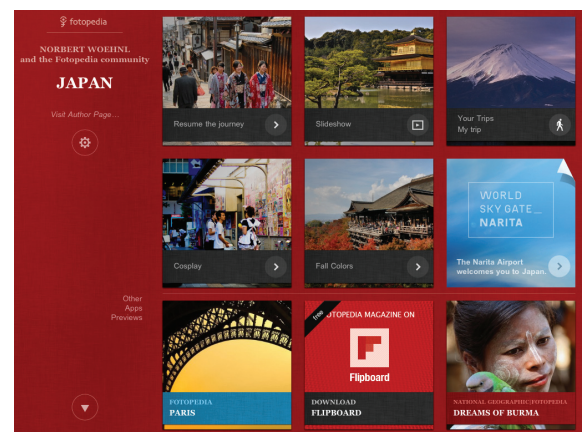 fotopedia
NORBERT WOEHNL
and the Fotopedia community
JAPAN
Visit Author Page...
Resume the journey
Slideshow
Your Trips
My trip
Cosplay
Fall Colors
WORLD
SKY GATE_
NARITA
The Narita Airport
welcomes you to Japan.
Other
Apps
Previews
FOTOPEDIA
PARIS
free
FOTOPEDIA MAGAZINE ON
Flipboard
DOWNLOAD
FLIPBOARD
NATIONAL GEOGRAPHIC|FOTOPEDIA
DREAMS OF BURMA